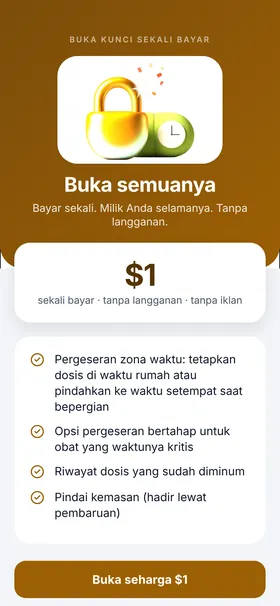 BUKA KUNCI SEKALI BAYAR
Buka semuanya
Bayar sekali. Milik Anda selamanya. Tanpa
langganan.
$1
sekali bayar · tanpa langganan · tanpa iklan
Pergeseran zona waktu: tetapkan
dosis di waktu rumah atau
pindahkan ke waktu setempat saat
bepergian
Opsi pergeseran bertahap untuk
obat yang waktunya kritis
Riwayat dosis yang sudah diminum
Pindai kemasan (hadir lewat
pembaruan)
Buka seharga $1